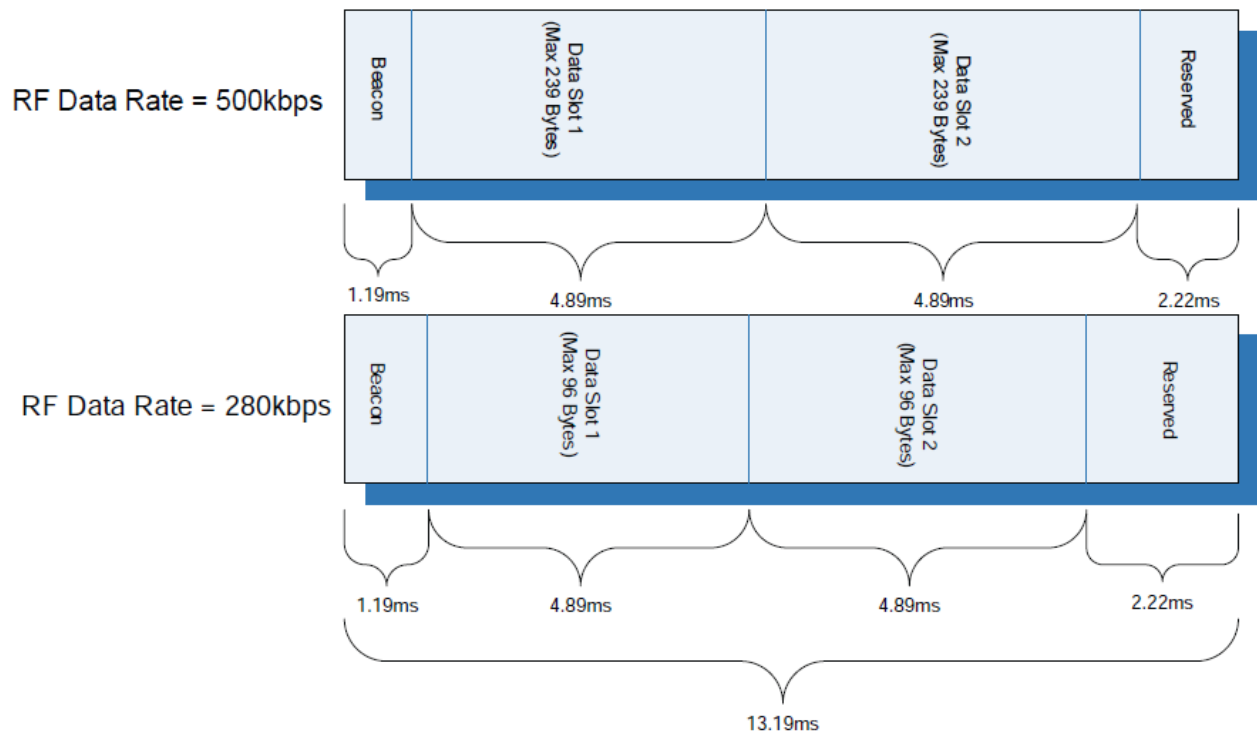 RF Data Rate = 500kbps
Beacon
Data Slot 1
(Max 239 Bytes)
Data Slot 2
(Max 239 Bytes)
Reserved
1.19ms
4.89ms
4.89ms
2.22ms
RF Data Rate = 280kbps
Beacon
Data Slot 1
(Max 96 Bytes)
Data Slot 2
(Max 96 Bytes)
Reserved
1.19ms
4.89ms
4.89ms
2.22ms
13.19ms